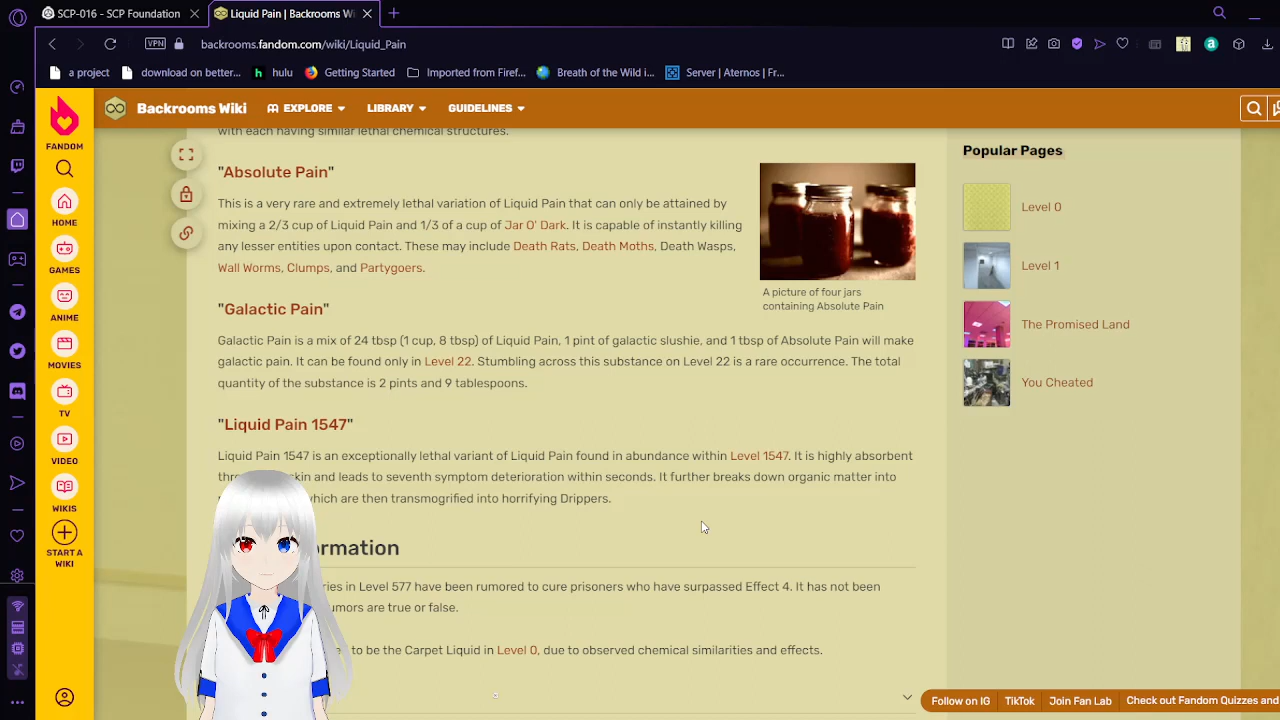 SCP-016 - SCP Foundation
Liquid Pain | Backrooms Wiki
VPN
backrooms.fandom.com/wiki/Liquid_Pain
a project
download on better...
hulu
Getting Started
Imported from Firef...
Breath of the Wild i...
Server | Aternos | Fr...
FANDOM
HOME
GAMES
ANIME
MOVIES
TV
VIDEO
WIKIS
START A
WIKI
Backrooms Wiki
EXPLORE
LIBRARY
GUIDELINES
with each having similar lethal chemical structures.
"Absolute Pain"
This is a very rare and extremely lethal variation of Liquid Pain that can only be attained by
mixing a 2/3 cup of Liquid Pain and 1/3 of a cup of Jar O' Dark. It is capable of instantly killing
any lesser entities upon contact. These may include Death Rats, Death Moths, Death Wasps,
Wall Worms, Clumps, and Partygoers.
A picture of four jars
containing Absolute Pain
"Galactic Pain"
Galactic Pain is a mix of 24 tbsp (1 cup, 8 tbsp) of Liquid Pain, 1 pint of galactic slushie, and 1 tbsp of Absolute Pain will make
galactic pain. It can be found only in Level 22. Stumbling across this substance on Level 22 is a rare occurrence. The total
quantity of the substance is 2 pints and 9 tablespoons.
"Liquid Pain 1547"
Liquid Pain 1547 is an exceptionally lethal variant of Liquid Pain found in abundance within Level 1547. It is highly absorbent
skin and leads to seventh symptom deterioration within seconds. It further breaks down organic matter into
which are then transmogrified into horrifying Drippers.
ormation
ries in Level 577 have been rumored to cure prisoners who have surpassed Effect 4. It has not been
umors are true or false.
to be the Carpet Liquid in Level 0, due to observed chemical similarities and effects.
Popular Pages
Level 0
Level 1
The Promised Land
You Cheated
Follow on IG
TikTok
Join Fan Lab
Check out Fandom Quizzes and